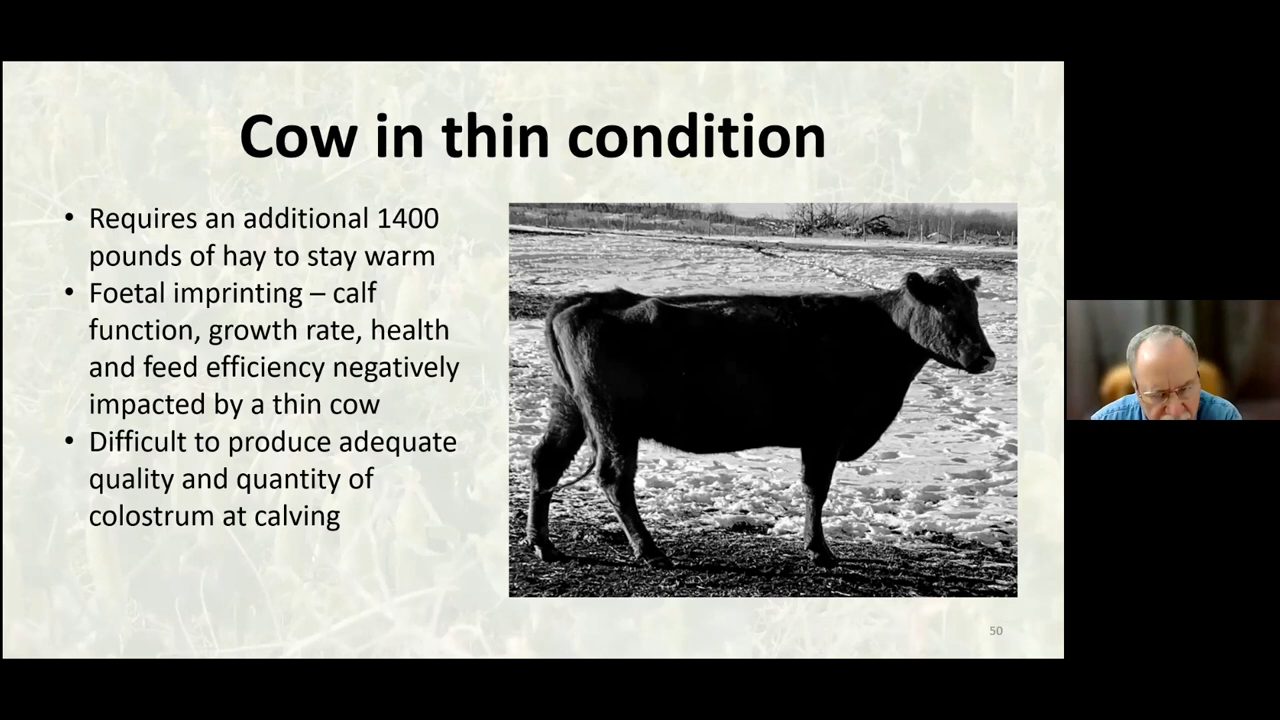 Cow in thin condition
• Requires an additional 1400
pounds of hay to stay warm
• Foetal imprinting – calf
function, growth rate, health
and feed efficiency negatively
impacted by a thin cow
• Difficult to produce adequate
quality and quantity of
colostrum at calving
50